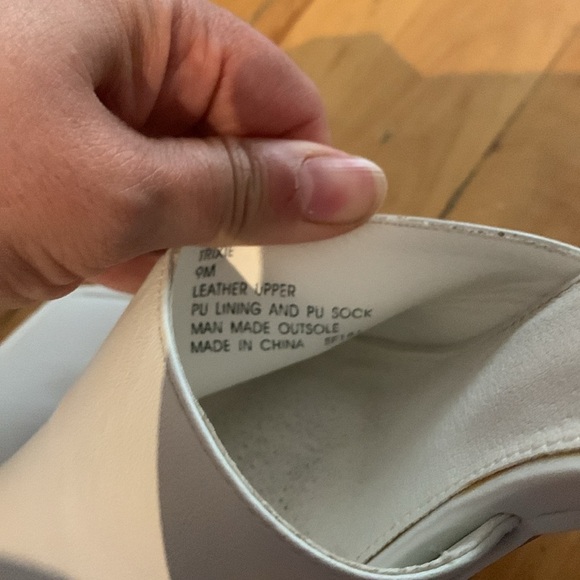 TRIXIE
9M
LEATHER UPPER
PU LINING AND PU SOCK
MAN MADE OUTSOLE
MADE IN CHINA